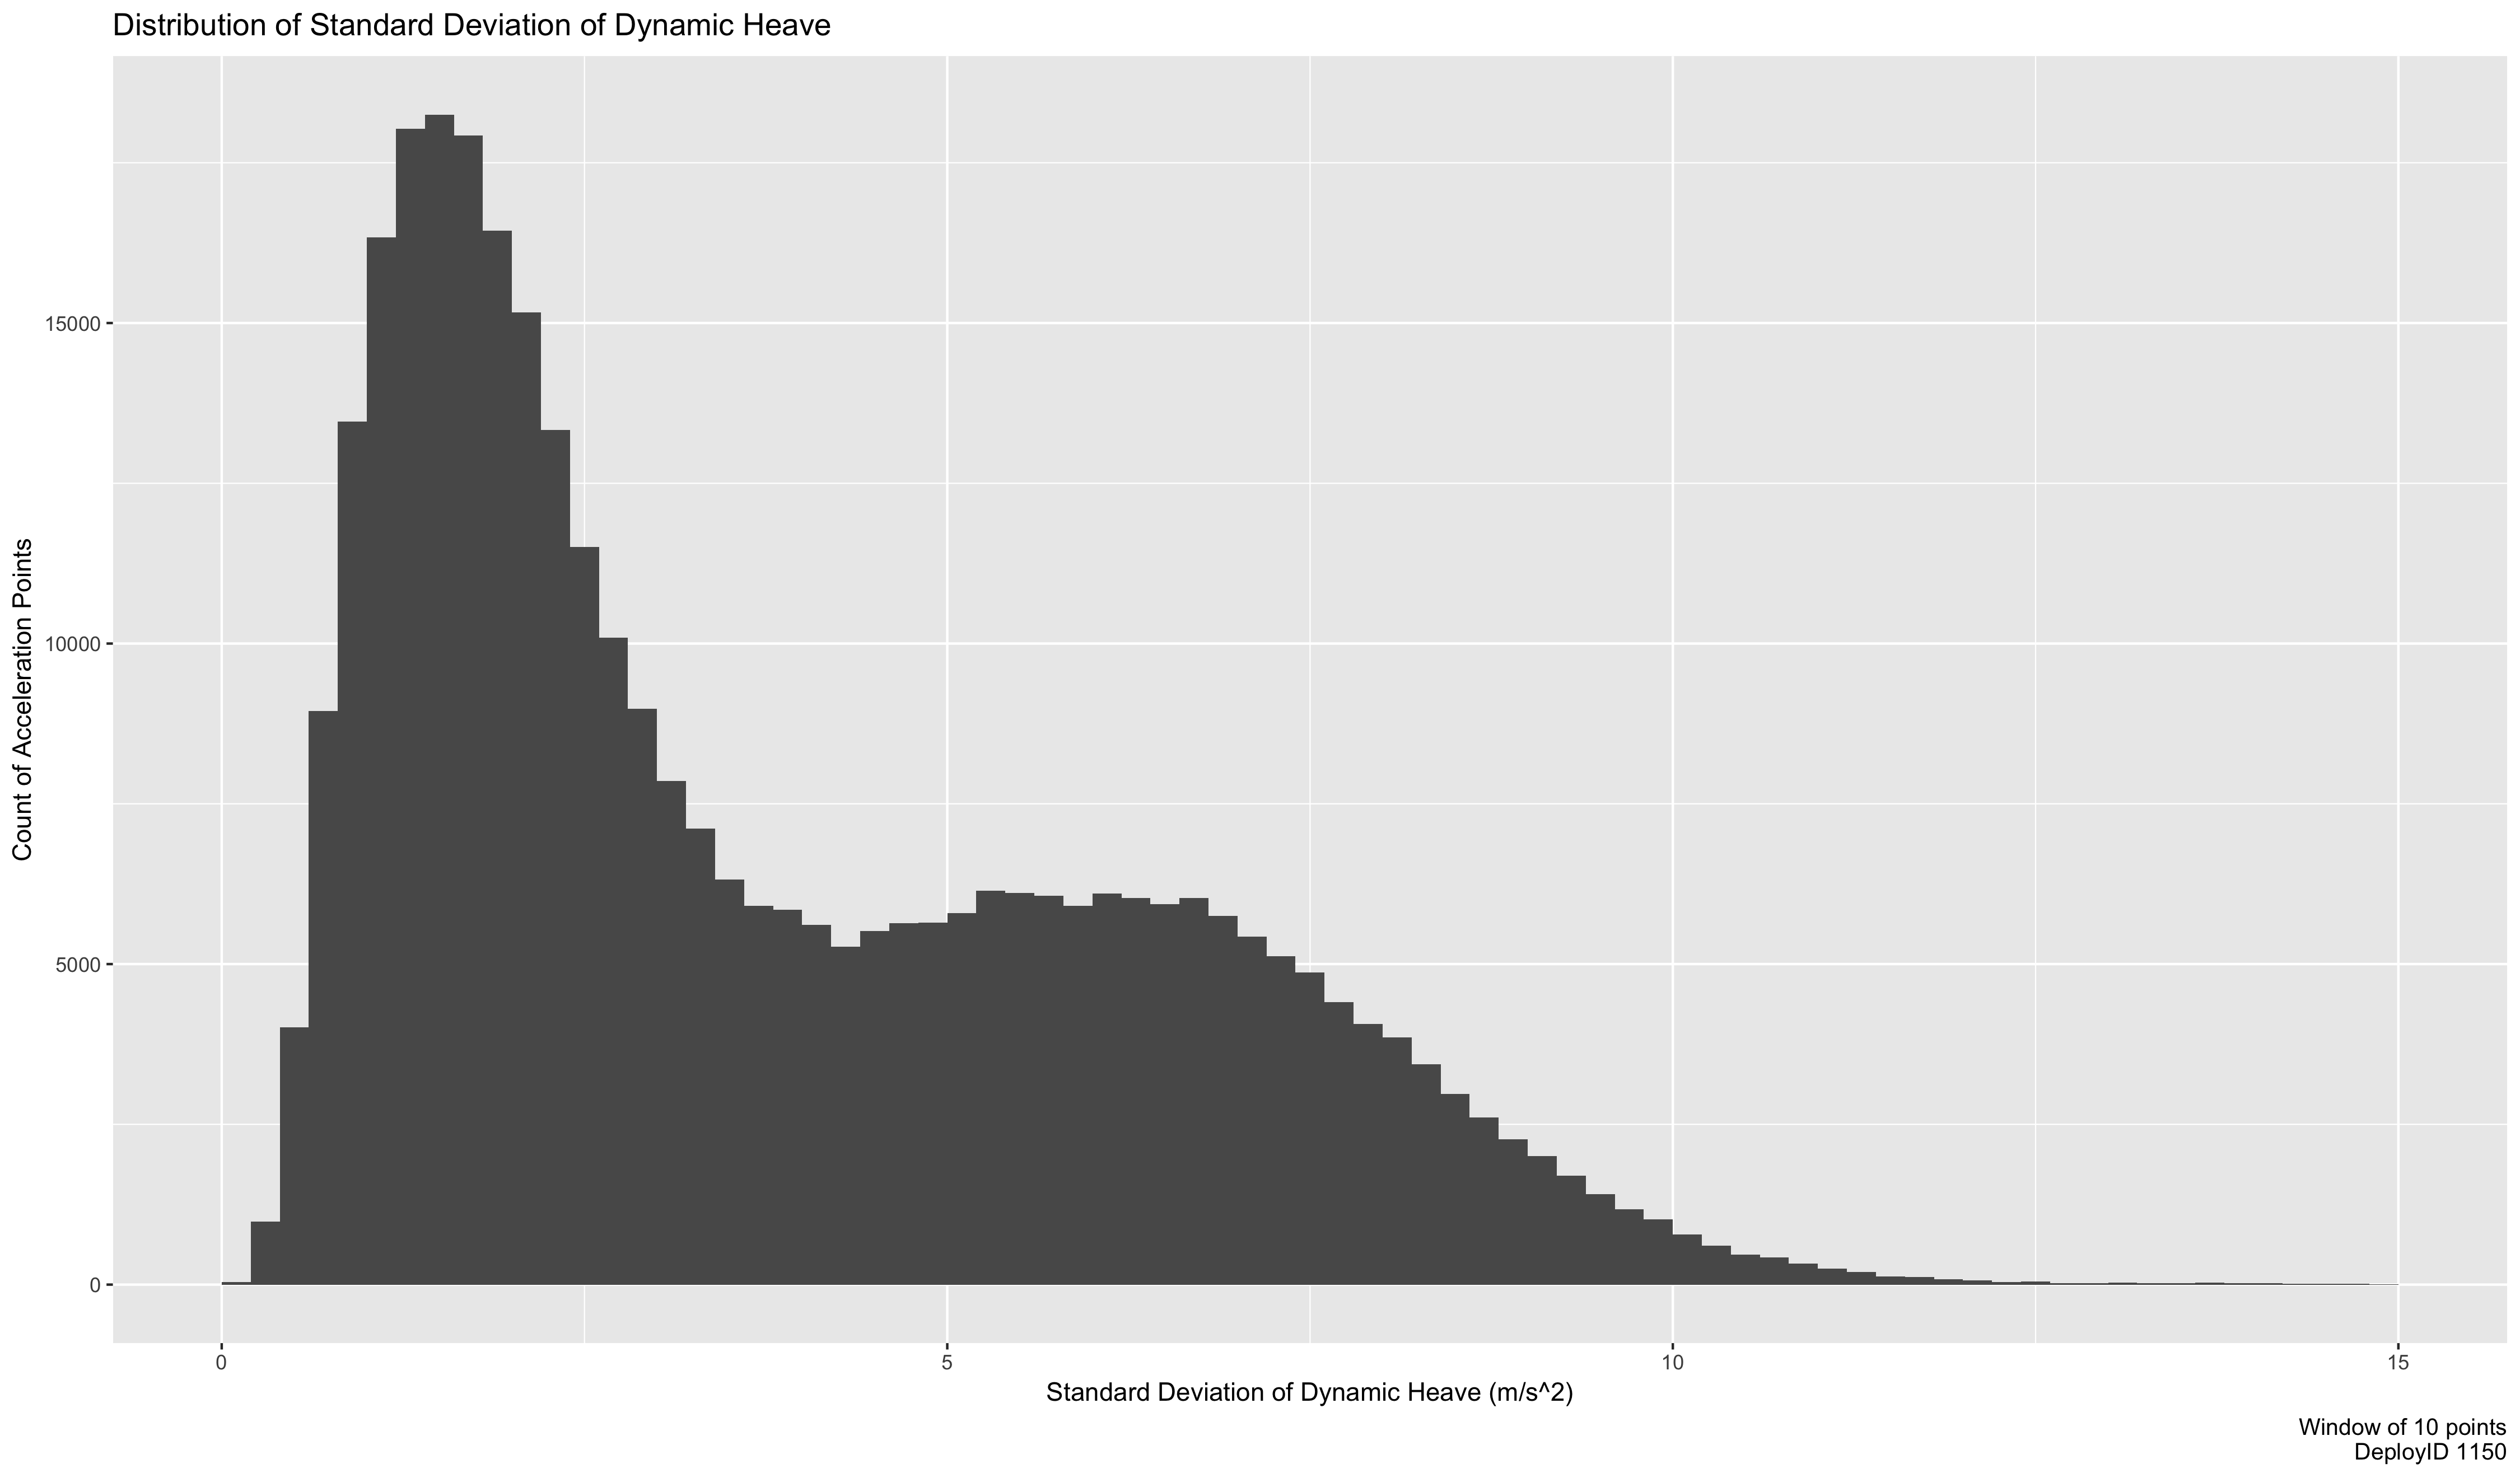 Distribution of Standard Deviation of Dynamic Heave
Count of Acceleration Points
15000
10000
5000
0
0
5
10
15
Standard Deviation of Dynamic Heave (m/s^2)
Window of 10 points
DeployID 1150